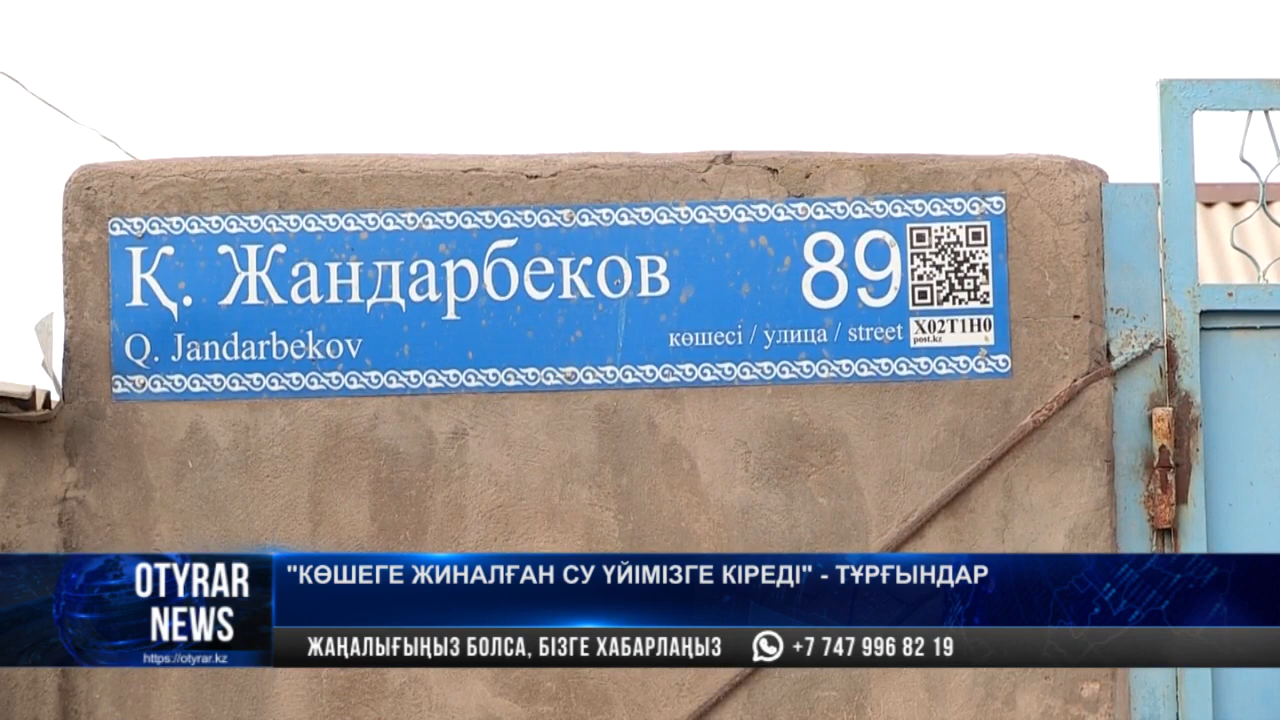 Қ. Жандарбеков
89
Q. Jandarbekov
көшесі / улица / street
X02T1H0
post.kz
OTYRAR
NEWS
https://otyrar.kz
"КӨШЕГЕ ЖИНАЛҒАН СУ ҮЙІМІЗГЕ КІРЕДІ" - ТҰРҒЫНДАР
ЖАҢАЛЫҒЫҢЫЗ БОЛСА, БІЗГЕ ХАБАРЛАҢЫЗ
+7 747 996 82 19